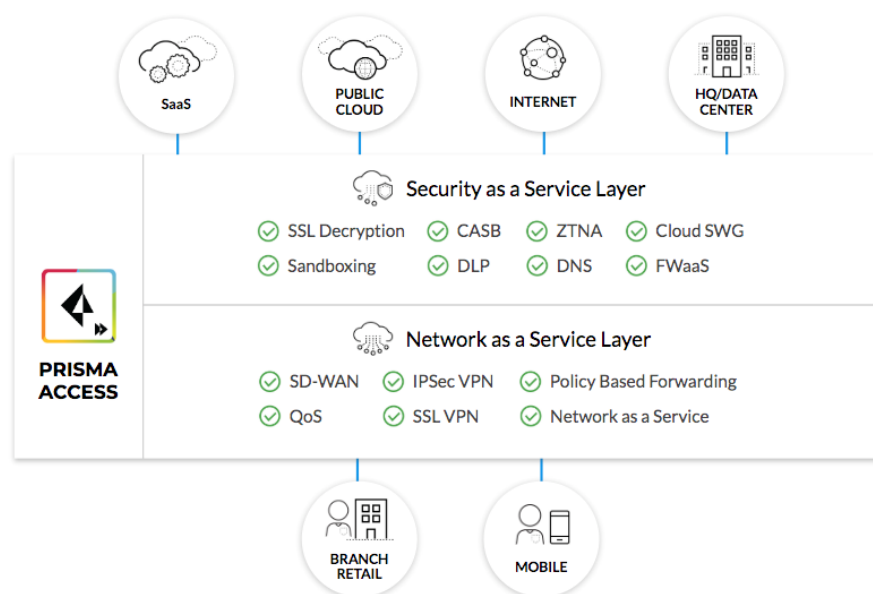 SaaS
PUBLIC
CLOUD
INTERNET
HQ/DATA
CENTER
PRISMA
ACCESS
Security as a Service Layer
SSL Decryption CASB ZTNA Cloud SWG
Sandboxing DLP DNS FWaaS
Network as a Service Layer
SD-WAN IPSec VPN Policy Based Forwarding
QoS SSL VPN Network as a Service
BRANCH
RETAIL
MOBILE